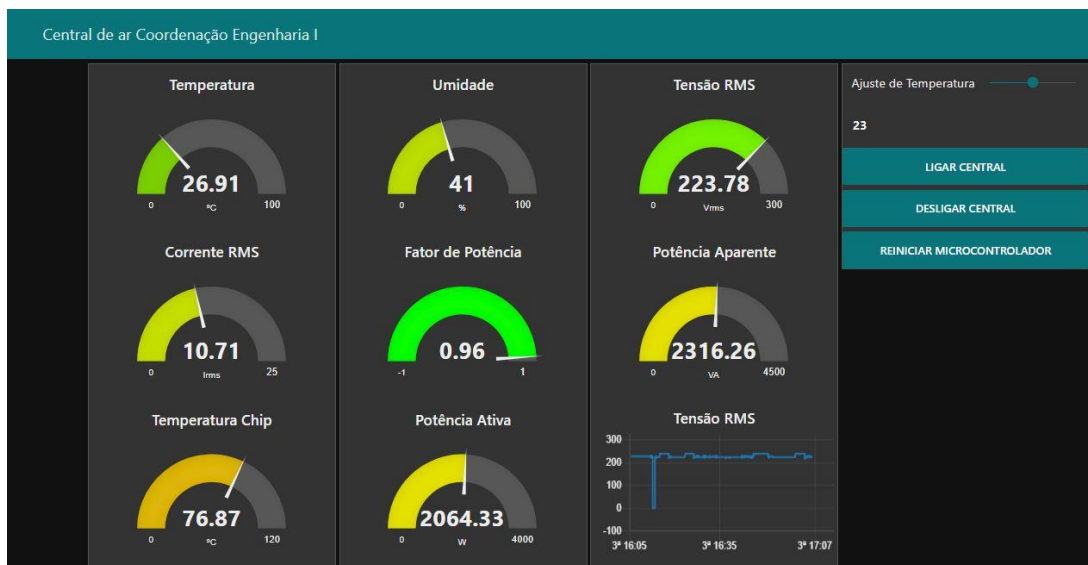 Central de ar Coordenação Engenharia I
Temperatura
26.91
0 ºC 100
Umidade
41
0 % 100
Tensão RMS
223.78
0 Vrms 300
Ajuste de Temperatura
23
LIGAR CENTRAL
DESLIGAR CENTRAL
REINICIAR MICROCONTROLADOR
Corrente RMS
10.71
0 Irms 25
Fator de Potência
0.96
-1 1
Potência Aparente
2316.26
0 VA 4500
Temperatura Chip
76.87
0 ºC 120
Potência Ativa
2064.33
0 W 4000
Tensão RMS
300
200
100
0
-100
3ª 16:05 3ª 16:35 3ª 17:07